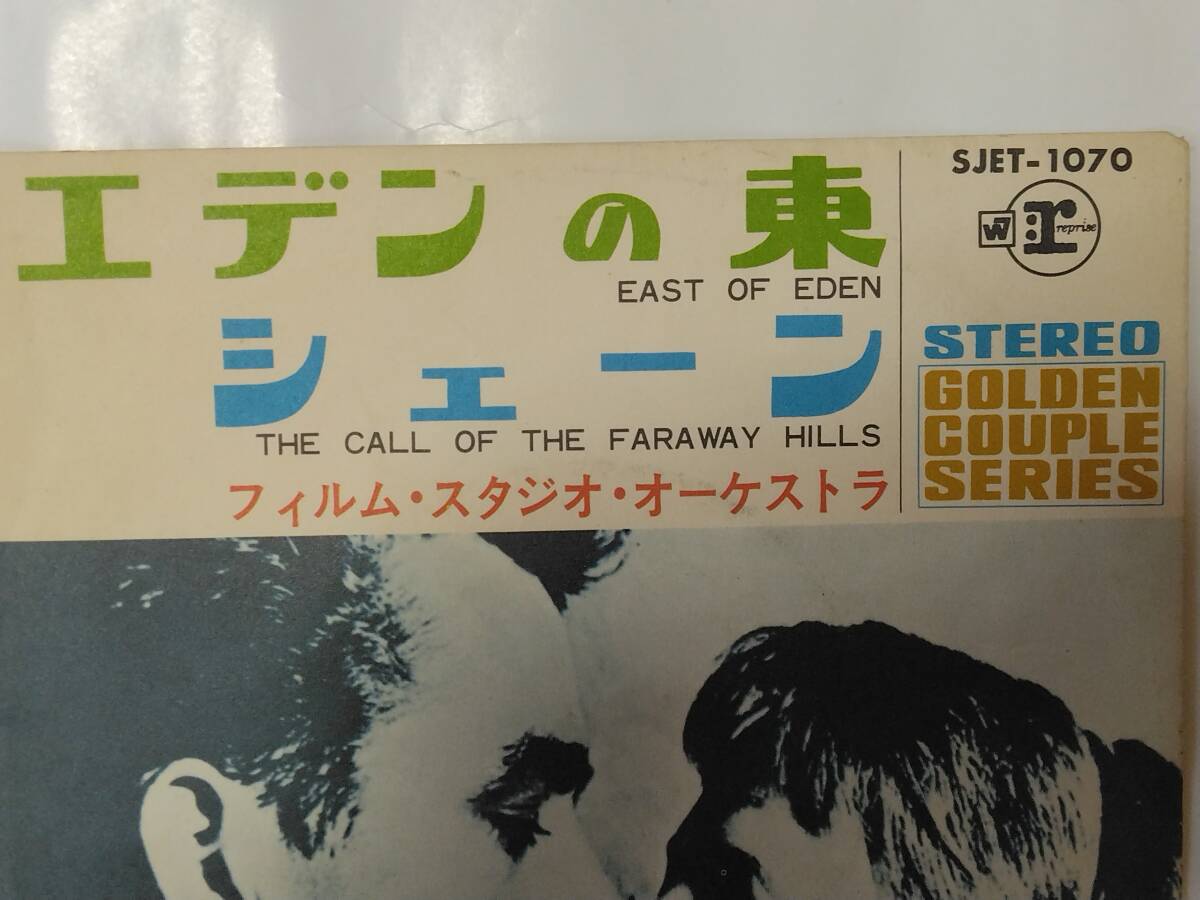 エデンの東
EAST OF EDEN
シェーン
THE CALL OF THE FARAWAY HILLS
フィルム・スタジオ・オーケストラ
SJET-1070
W7 r: reprise
STEREO
GOLDEN
COUPLE
SERIES